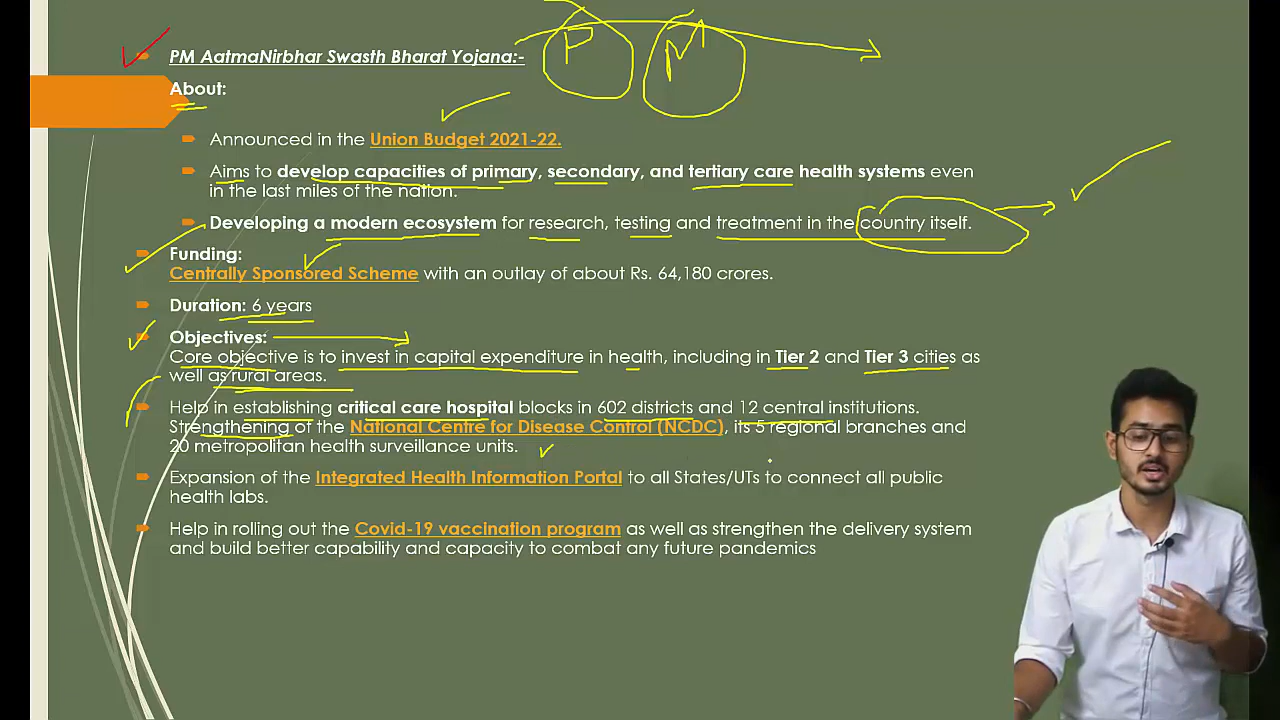 P M
PM AatmaNirbhar Swasth Bharat Yojana:-
About:
Announced in the Union Budget 2021-22.
Aims to develop capacities of primary, secondary, and tertiary care health systems even
in the last miles of the nation.
Developing a modern ecosystem for research, testing and treatment in the country itself.
Funding:
Centrally Sponsored Scheme with an outlay of about Rs. 64,180 crores.
Duration: 6 years
Objectives:
Core objective is to invest in capital expenditure in health, including in Tier 2 and Tier 3 cities as
well as rural areas.
Help in establishing critical care hospital blocks in 602 districts and 12 central institutions.
Strengthening of the National Centre for Disease Control (NCDC), its 5 regional branches and
20 metropolitan health surveillance units.
Expansion of the Integrated Health Information Portal to all States/UTs to connect all public
health labs.
Help in rolling out the Covid-19 vaccination program as well as strengthen the delivery system
and build better capability and capacity to combat any future pandemics